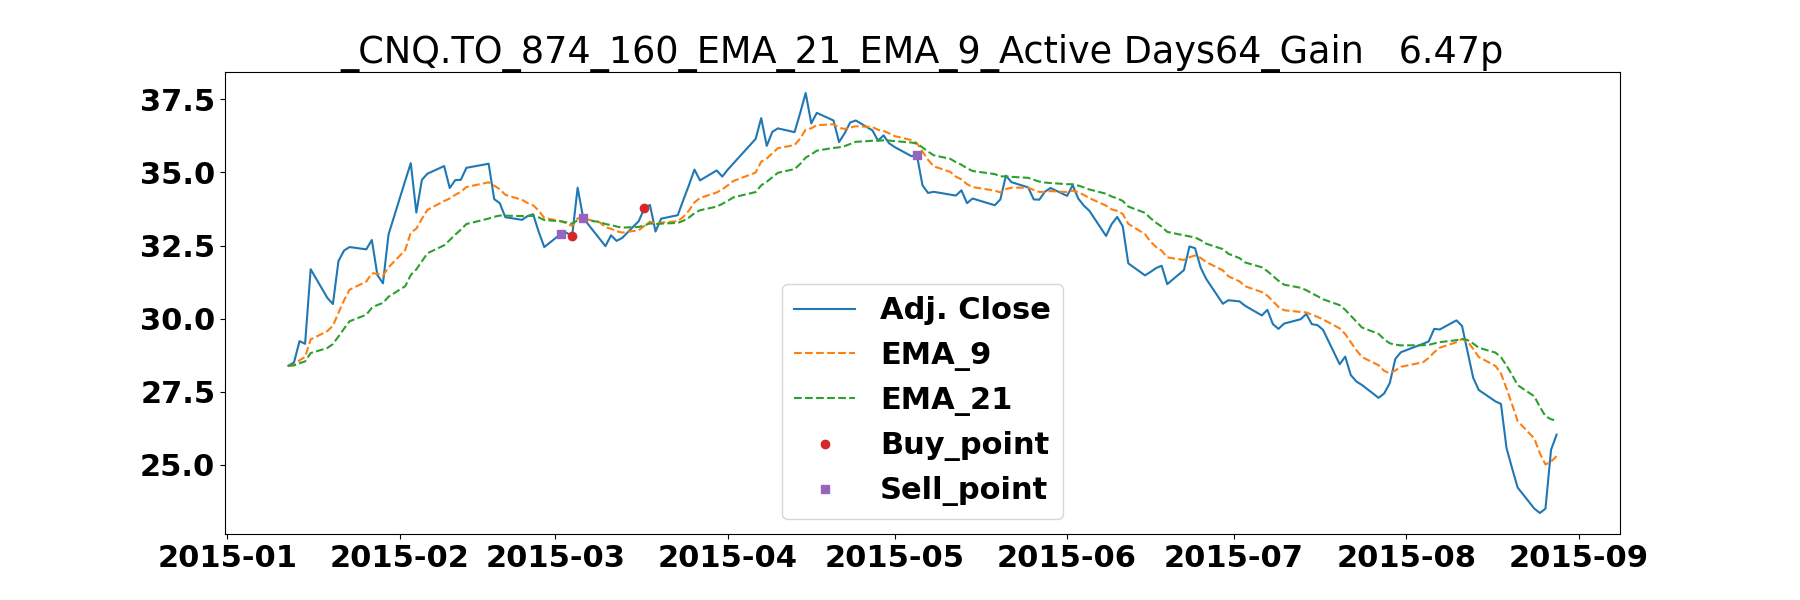 _CNQ.TO_874_160_EMA_21_EMA_9_Active Days64_Gain   6.47p
37.5
35.0
32.5
30.0
27.5
25.0
Adj. Close
EMA_9
EMA_21
Buy_point
Sell_point
2015-01 2015-02 2015-03 2015-04 2015-05 2015-06 2015-07 2015-08 2015-09